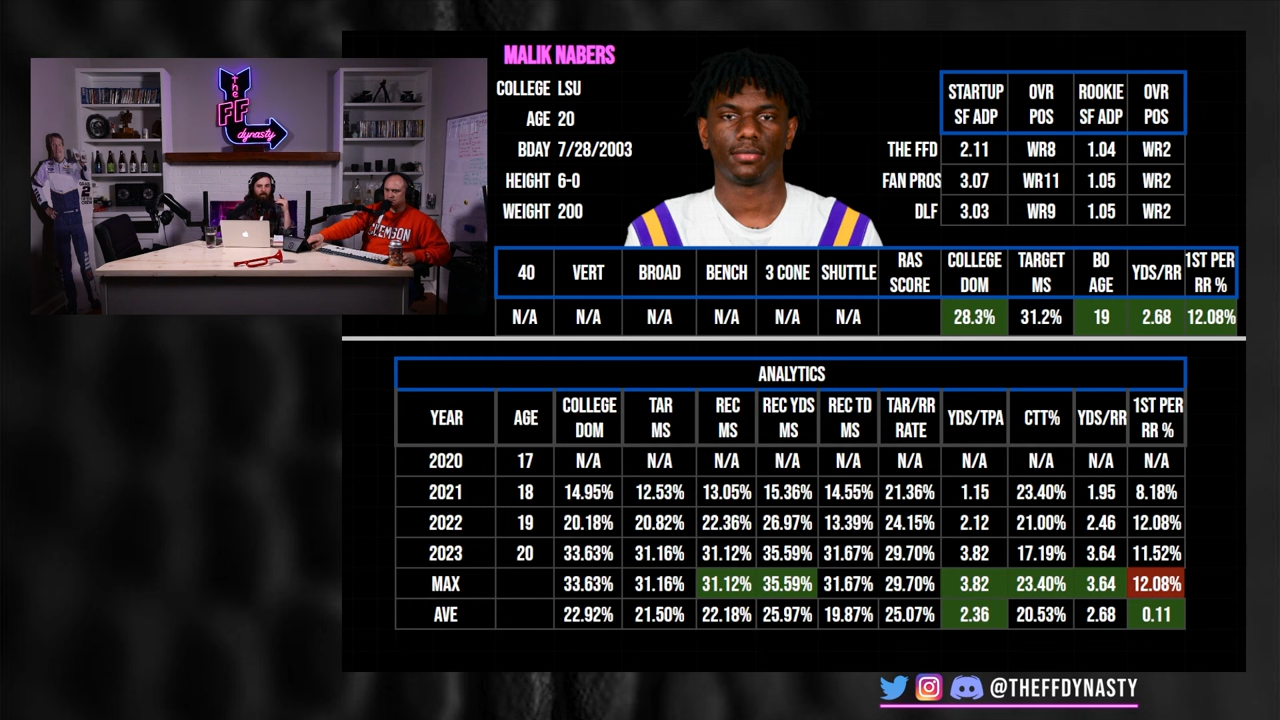 The
FF
dynasty
CLEMSON
MALIK NABERS
COLLEGE LSU
AGE 20
BDAY 7/28/2003
HEIGHT 6-0
WEIGHT 200
STARTUP SF ADP OVR POS ROOKIE SF ADP OVR POS
THE FFD 2.11 WR8 1.04 WR2
FAN PROS 3.07 WR11 1.05 WR2
DLF 3.03 WR9 1.05 WR2
40 VERT BROAD BENCH 3 CONE SHUTTLE RAS SCORE COLLEGE DOM TARGET MS BO AGE YDS/RR 1ST PER RR %
N/A N/A N/A N/A N/A N/A 28.3% 31.2% 19 2.68 12.08%
ANALYTICS
YEAR AGE COLLEGE DOM TAR MS REC MS REC YDS MS REC TD MS TAR/RR RATE YDS/TPA CTT% YDS/RR 1ST PER RR %
2020 17 N/A N/A N/A N/A N/A N/A N/A N/A N/A N/A
2021 18 14.95% 12.53% 13.05% 15.36% 14.55% 21.36% 1.15 23.40% 1.95 8.18%
2022 19 20.18% 20.82% 22.36% 26.97% 13.39% 24.15% 2.12 21.00% 2.46 12.08%
2023 20 33.63% 31.16% 31.12% 35.59% 31.67% 29.70% 3.82 17.19% 3.64 11.52%
MAX 33.63% 31.16% 31.12% 35.59% 31.67% 29.70% 3.82 23.40% 3.64 12.08%
AVE 22.92% 21.50% 22.18% 25.97% 19.87% 25.07% 2.36 20.53% 2.68 0.11
@THEFFDYNASTY